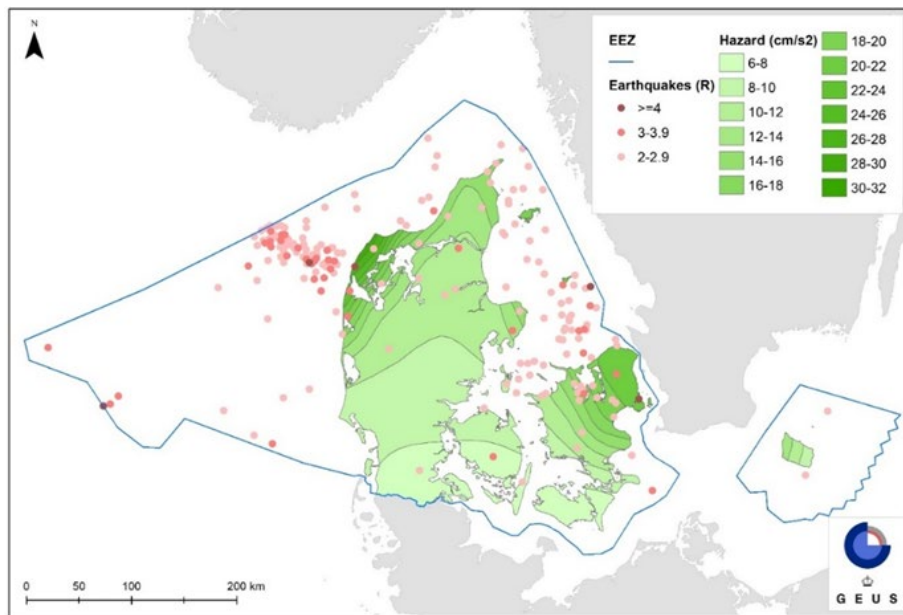 N
EEZ
Earthquakes (R)
>=4
3-3.9
2-2.9
Hazard (cm/s2)
6-8
8-10
10-12
12-14
14-16
16-18
18-20
20-22
22-24
24-26
26-28
28-30
30-32
0 50 100 200 km
G E U S